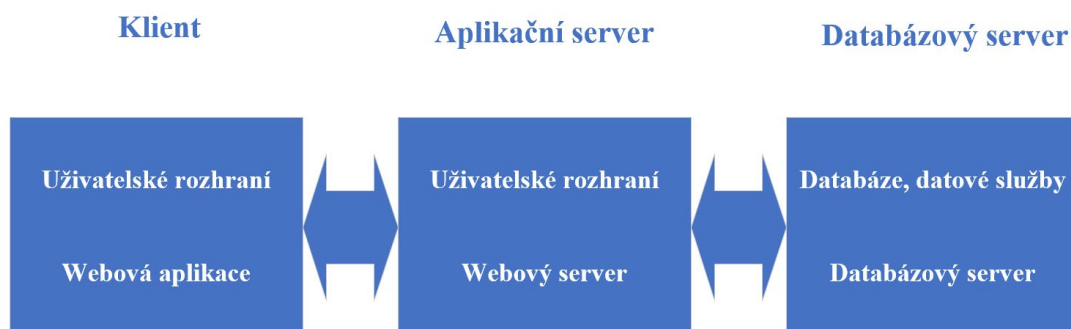 Klient
Aplikační server
Databázový server
Uživatelské rozhraní
Webová aplikace
Uživatelské rozhraní
Webový server
Databáze, datové služby
Databázový server